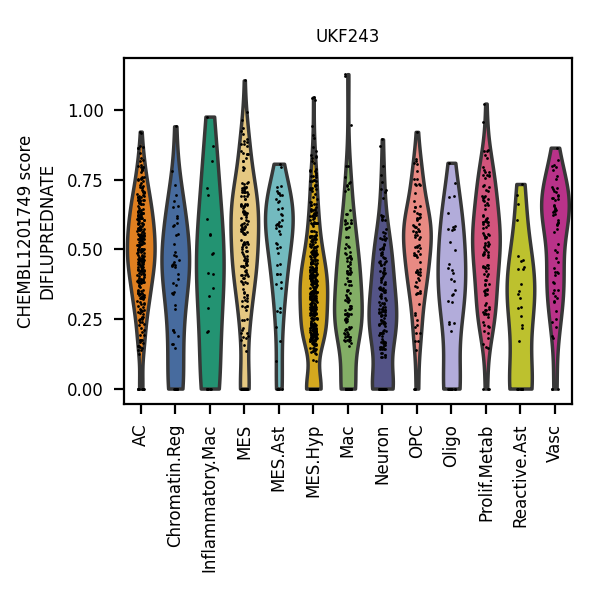 UKF243
CHEMBL1201749 score
DIFLUPREDNATE
1.00
0.75
0.50
0.25
0.00
AC
Chromatin.Reg
Inflammatory.Mac
MES
MES.Ast
MES.Hyp
Mac
Neuron
OPC
Oligo
Prolif.Metab
Reactive.Ast
Vasc